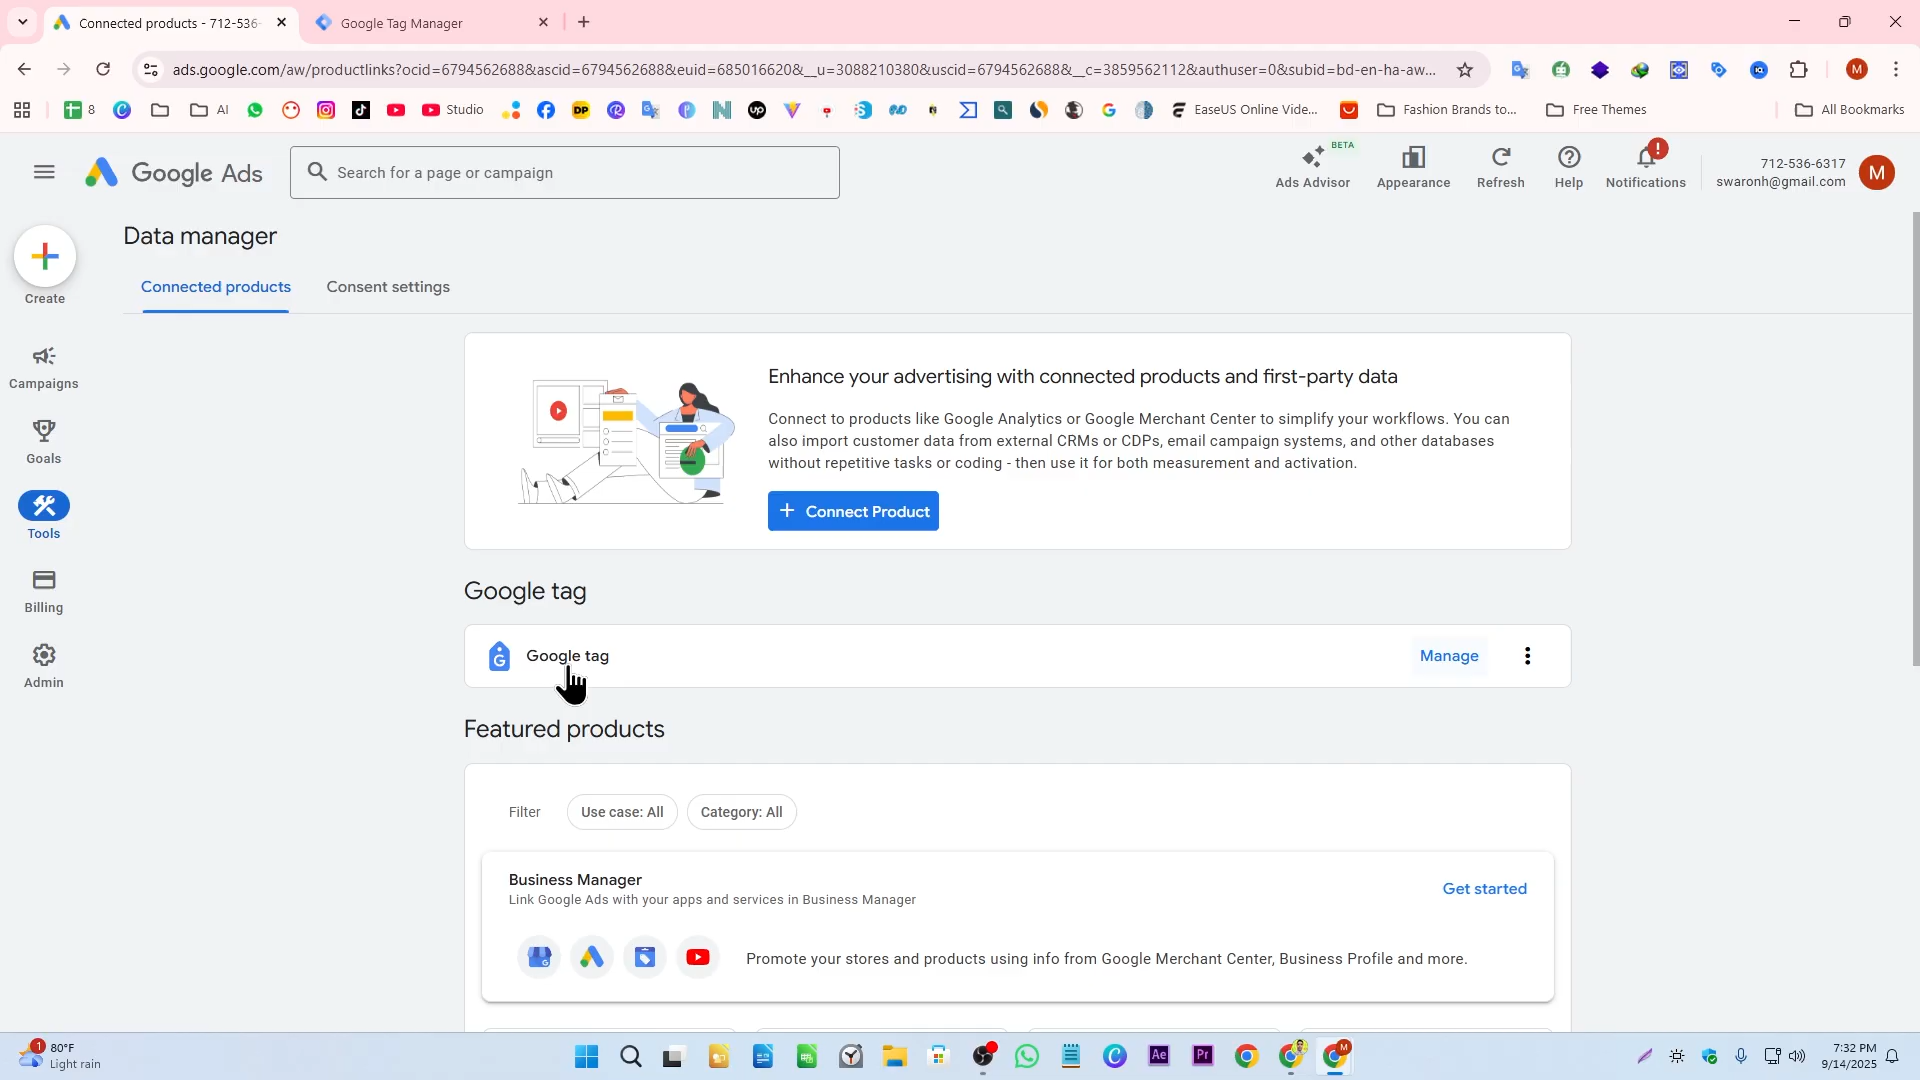 Connected products - 712-536-
Google Tag Manager
ads.google.com/aw/productlinks?ocid=6794562688&ascid=6794562688&euid=685016620&__u=3088210380&uscid=6794562688&__c=3859562112&authuser=0&subid=bd-en-ha-aw...
M
8
AI
Studio
DP
up
EaseUS Online Vide...
Fashion Brands to...
Free Themes
All Bookmarks
Google Ads
Search for a page or campaign
BETA
Ads Advisor
Appearance
Refresh
Help
Notifications
712-536-6317
swaronh@gmail.com
M
Create
Campaigns
Goals
Tools
Billing
Admin
Data manager
Connected products
Consent settings
Enhance your advertising with connected products and first-party data
Connect to products like Google Analytics or Google Merchant Center to simplify your workflows. You can
also import customer data from external CRMs or CDPs, email campaign systems, and other databases
without repetitive tasks or coding - then use it for both measurement and activation.
+ Connect Product
Google tag
Google tag
Manage
Featured products
Filter
Use case: All
Category: All
Business Manager
Link Google Ads with your apps and services in Business Manager
Get started
Promote your stores and products using info from Google Merchant Center, Business Profile and more.
1
80°F
Light rain
Ae
Pr
M
7:32 PM
9/14/2025